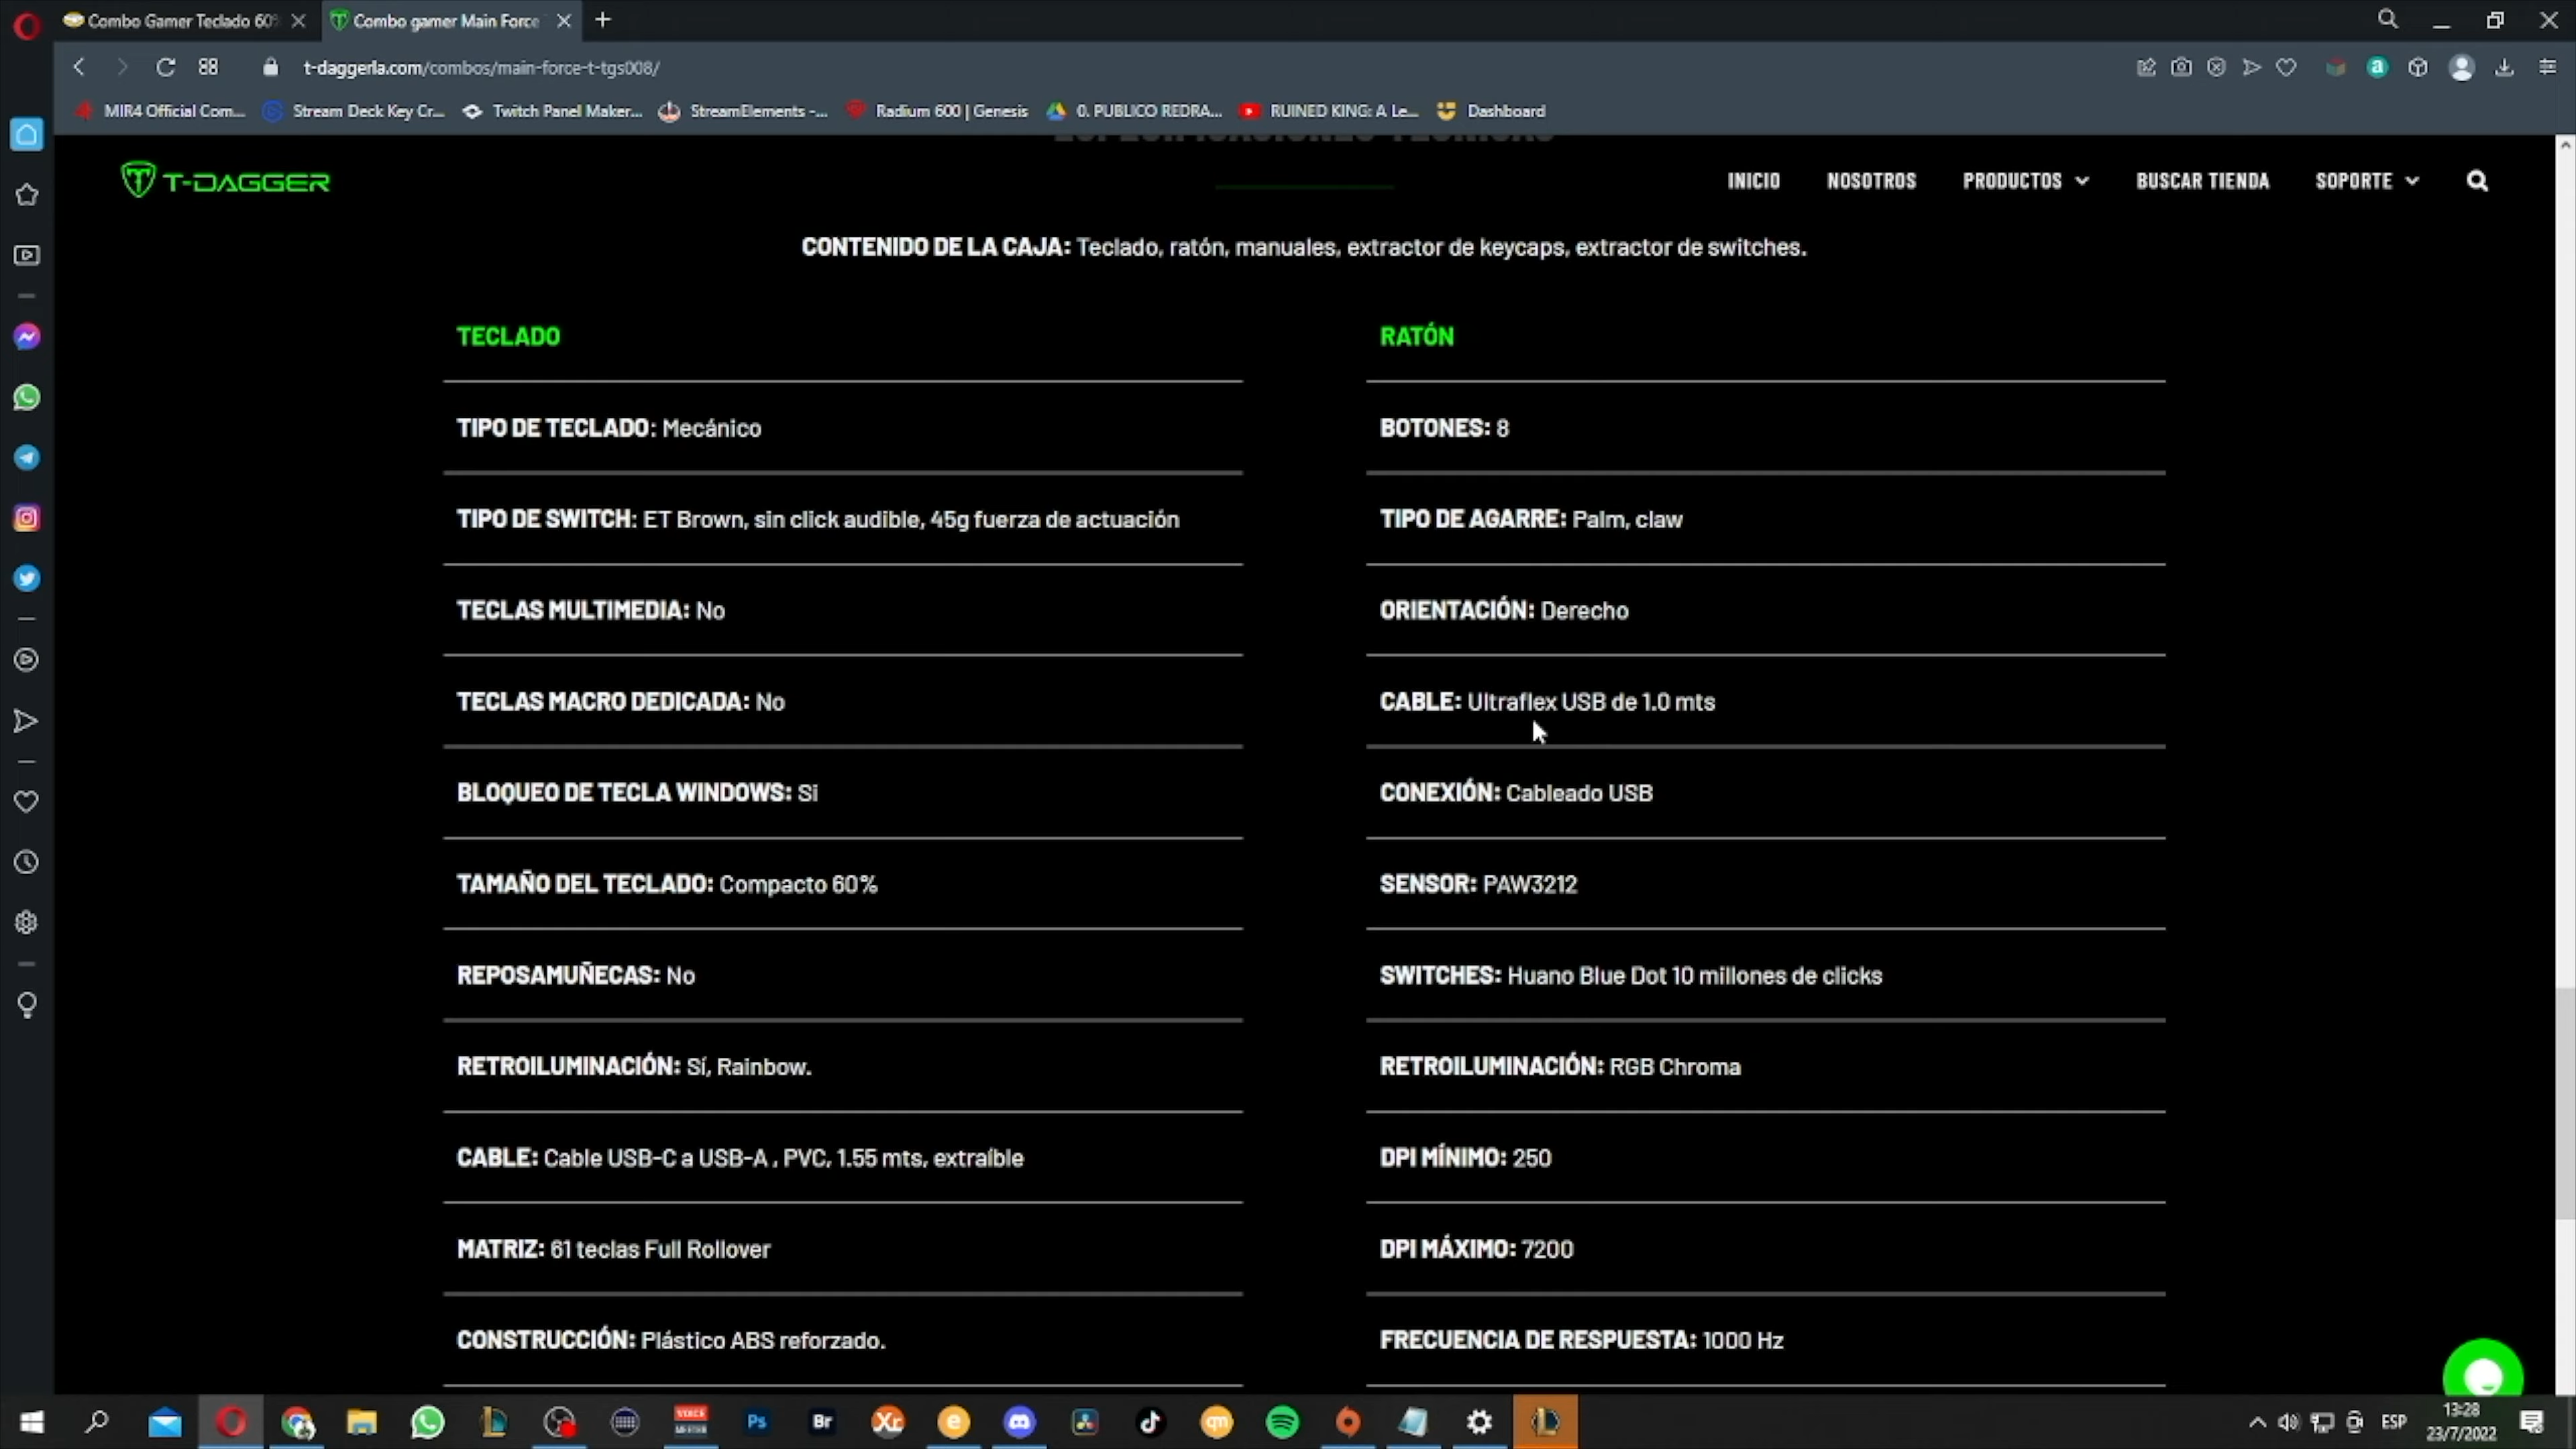 Combo Gamer Teclado 60%
Combo gamer Main Force
t-daggerla.com/combos/main-force-t-tgs008/
MIR4 Official Com...
Stream Deck Key Cr...
Twitch Panel Maker...
StreamElements -...
Radium 600 | Genesis
0. PUBLICO REDRA...
RUINED KING: A Le...
Dashboard
ESPECIFICACIONES TÉCNICAS
T-DAGGER
INICIO
NOSOTROS
PRODUCTOS
BUSCAR TIENDA
SOPORTE
CONTENIDO DE LA CAJA: Teclado, ratón, manuales, extractor de keycaps, extractor de switches.
TECLADO
TIPO DE TECLADO: Mecánico
TIPO DE SWITCH: ET Brown, sin click audible, 45g fuerza de actuación
TECLAS MULTIMEDIA: No
TECLAS MACRO DEDICADA: No
BLOQUEO DE TECLA WINDOWS: Si
TAMAÑO DEL TECLADO: Compacto 60%
REPOSAMUÑECAS: No
RETROILUMINACIÓN: Sí, Rainbow.
CABLE: Cable USB-C a USB-A , PVC, 1.55 mts, extraíble
MATRIZ: 61 teclas Full Rollover
CONSTRUCCIÓN: Plástico ABS reforzado.
RATÓN
BOTONES: 8
TIPO DE AGARRE: Palm, claw
ORIENTACIÓN: Derecho
CABLE: Ultraflex USB de 1.0 mts
CONEXIÓN: Cableado USB
SENSOR: PAW3212
SWITCHES: Huano Blue Dot 10 millones de clicks
RETROILUMINACIÓN: RGB Chroma
DPI MÍNIMO: 250
DPI MÁXIMO: 7200
FRECUENCIA DE RESPUESTA: 1000 Hz
VOICE
MEETER
Ps
Br
Xr
e
qm
ESP
13:28
23/7/2022